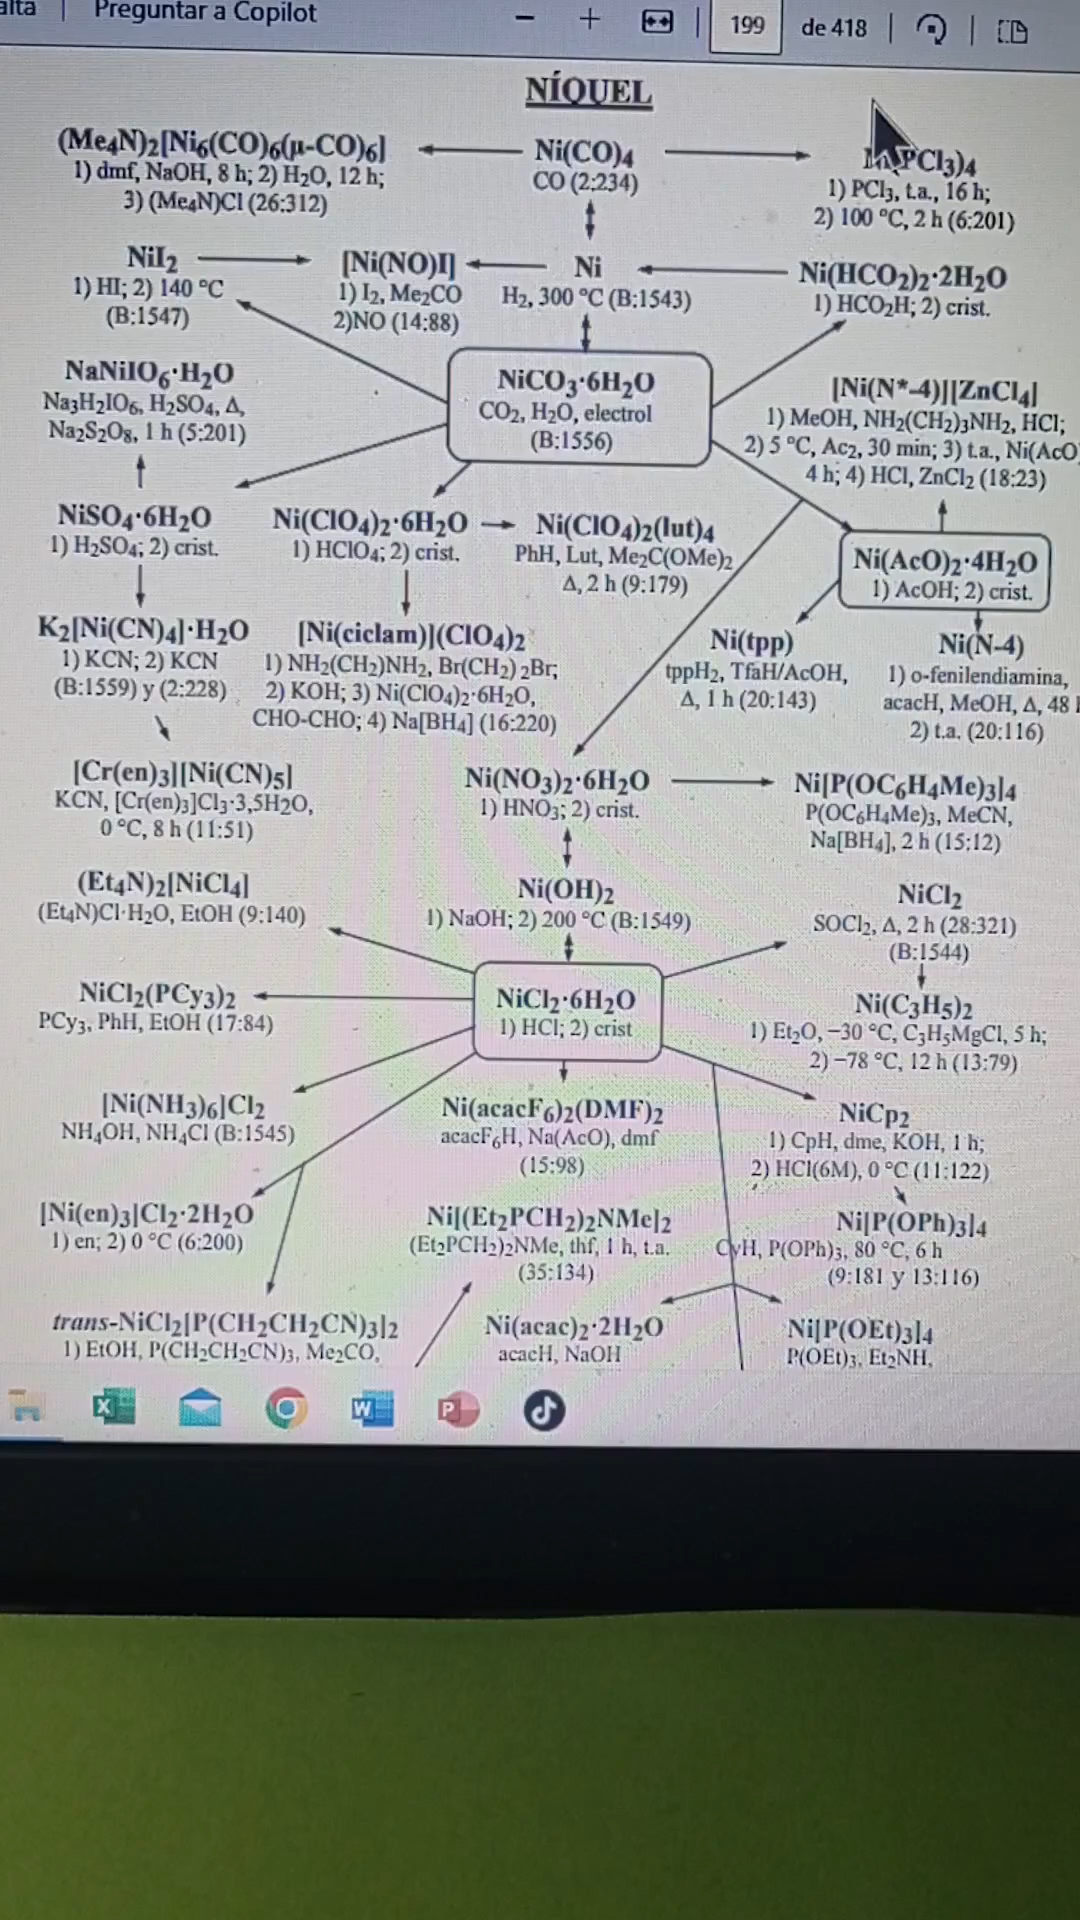 alta | Preguntar a Copilot
199 de 418
NÍQUEL
(Me4N)2[Ni6(CO)6(μ-CO)6]
1) dmf, NaOH, 8 h; 2) H2O, 12 h;
3) (Me4N)Cl (26:312)
Ni(CO)4
CO (2:234)
PCl3)4
1) PCl3, t.a., 16 h;
2) 100 °C, 2 h (6:201)
NiI2
1) HI; 2) 140 °C
(B:1547)
[Ni(NO)I]
1) I2, Me2CO
2)NO (14:88)
Ni
H2, 300 °C (B:1543)
Ni(HCO2)2·2H2O
1) HCO2H; 2) crist.
NaNiIO6·H2O
Na3H2IO6, H2SO4, Δ,
Na2S2O8, 1 h (5:201)
NiCO3·6H2O
CO2, H2O, electrol
(B:1556)
[Ni(N*-4)][ZnCl4]
1) MeOH, NH2(CH2)3NH2, HCl;
2) 5 °C, Ac2, 30 min; 3) t.a., Ni(AcO)
4 h; 4) HCl, ZnCl2 (18:23)
NiSO4·6H2O
1) H2SO4; 2) crist.
Ni(ClO4)2·6H2O
1) HClO4; 2) crist.
Ni(ClO4)2(lut)4
PhH, Lut, Me2C(OMe)2
Δ, 2 h (9:179)
Ni(AcO)2·4H2O
1) AcOH; 2) crist.
K2[Ni(CN)4]·H2O
1) KCN; 2) KCN
(B:1559) y (2:228)
[Ni(ciclam)](ClO4)2
1) NH2(CH2)NH2, Br(CH2)2Br;
2) KOH; 3) Ni(ClO4)2·6H2O,
CHO-CHO; 4) Na[BH4] (16:220)
Ni(tpp)
tppH2, TfaH/AcOH,
Δ, 1 h (20:143)
Ni(N-4)
1) o-fenilendiamina,
acacH, MeOH, Δ, 48 h
2) t.a. (20:116)
[Cr(en)3][Ni(CN)5]
KCN, [Cr(en)3]Cl3·3,5H2O,
0 °C, 8 h (11:51)
Ni(NO3)2·6H2O
1) HNO3; 2) crist.
Ni[P(OC6H4Me)3]4
P(OC6H4Me)3, MeCN,
Na[BH4], 2 h (15:12)
(Et4N)2[NiCl4]
(Et4N)Cl·H2O, EtOH (9:140)
Ni(OH)2
1) NaOH; 2) 200 °C (B:1549)
NiCl2
SOCl2, Δ, 2 h (28:321)
(B:1544)
NiCl2(PCy3)2
PCy3, PhH, EtOH (17:84)
NiCl2·6H2O
1) HCl; 2) crist
Ni(C3H5)2
1) Et2O, −30 °C, C3H5MgCl, 5 h;
2) −78 °C, 12 h (13:79)
[Ni(NH3)6]Cl2
NH4OH, NH4Cl (B:1545)
Ni(acacF6)2(DMF)2
acacF6H, Na(AcO), dmf
(15:98)
NiCp2
1) CpH, dme, KOH, 1 h;
2) HCl(6M), 0 °C (11:122)
[Ni(en)3]Cl2·2H2O
1) en; 2) 0 °C (6:200)
Ni[(Et2PCH2)2NMe]2
(Et2PCH2)2NMe, thf, 1 h, t.a.
(35:134)
Ni[P(OPh)3]4
CyH, P(OPh)3, 80 °C, 6 h
(9:181 y 13:116)
trans-NiCl2[P(CH2CH2CN)3]2
1) EtOH, P(CH2CH2CN)3, Me2CO,
Ni(acac)2·2H2O
acacH, NaOH
Ni[P(OEt)3]4
P(OEt)3, Et2NH,